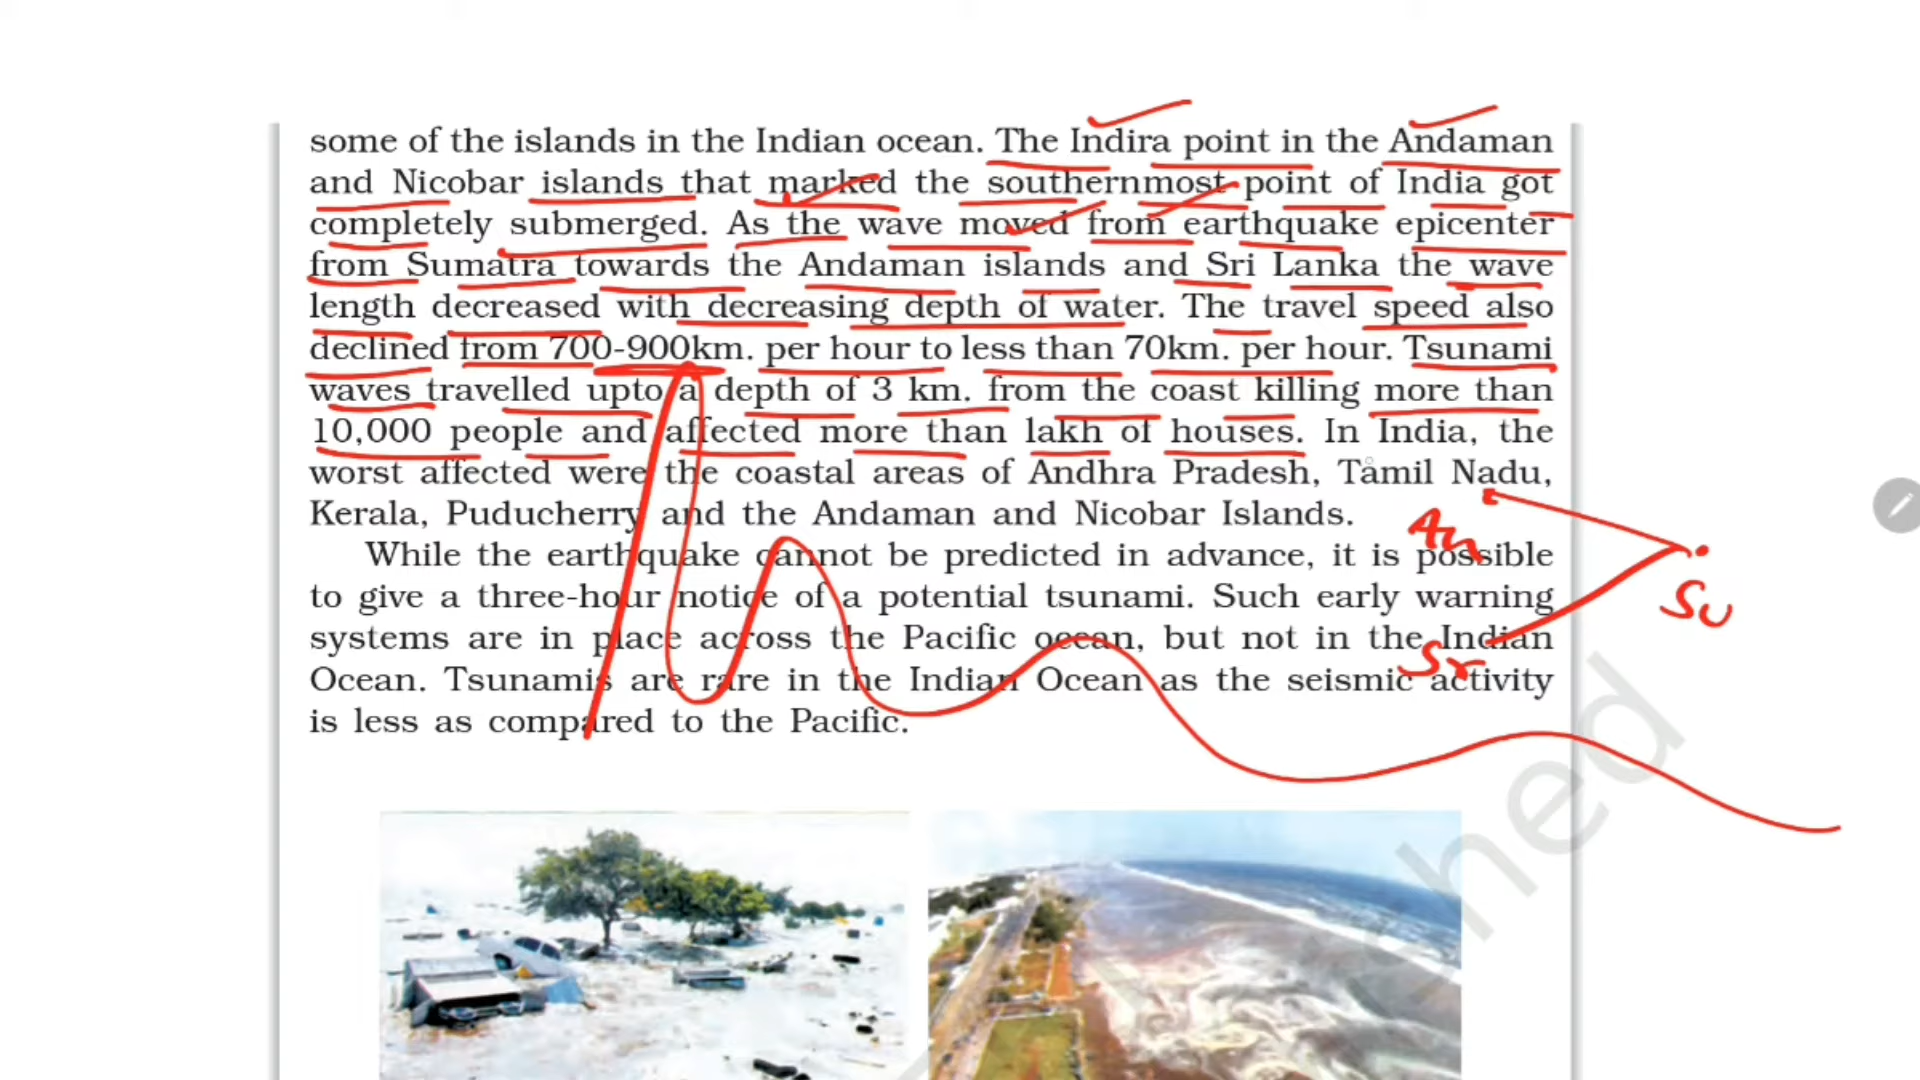 some of the islands in the Indian ocean. The Indira point in the Andaman
and Nicobar islands that marked the southernmost point of India got
completely submerged. As the wave moved from earthquake epicenter
from Sumatra towards the Andaman islands and Sri Lanka the wave
length decreased with decreasing depth of water. The travel speed also
declined from 700-900km. per hour to less than 70km. per hour. Tsunami
waves travelled upto a depth of 3 km. from the coast killing more than
10,000 people and affected more than lakh of houses. In India, the
worst affected were the coastal areas of Andhra Pradesh, Tamil Nadu,
Kerala, Puducherry and the Andaman and Nicobar Islands.
An
While the earthquake cannot be predicted in advance, it is possible
to give a three-hour notice of a potential tsunami. Such early warning
Su
systems are in place across the Pacific ocean, but not in the Indian
Sr
Ocean. Tsunamis are rare in the Indian Ocean as the seismic activity
is less as compared to the Pacific.